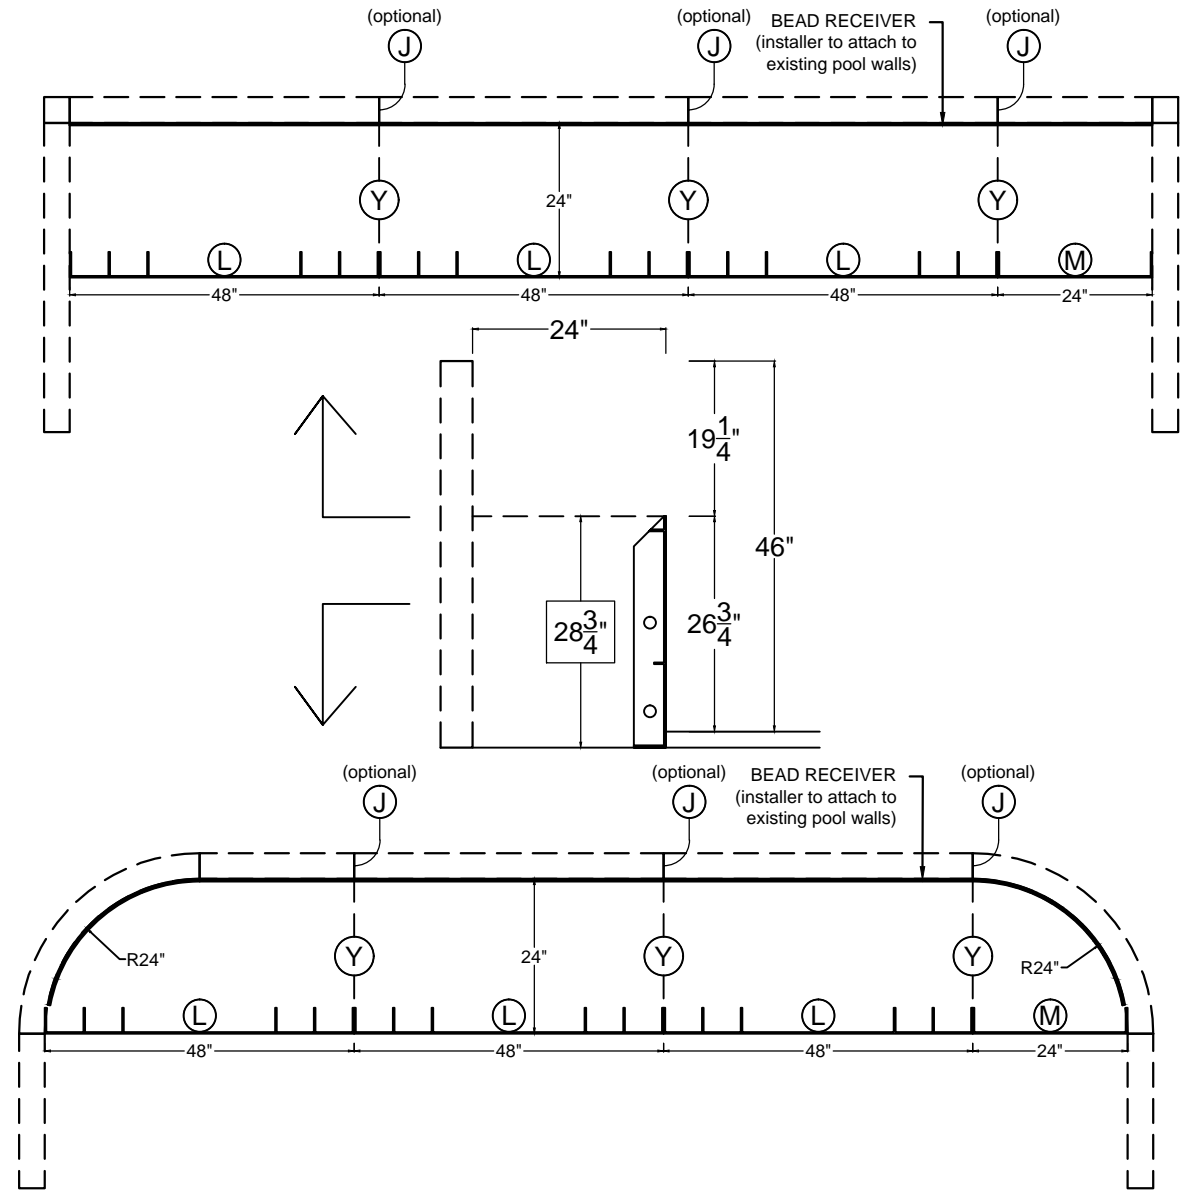 (optional) (optional) BEAD RECEIVER (optional)
J J (installer to attach to J
existing pool walls)
Y 24" Y Y
L L L M
48" 48" 48" 24"
24"
19 1/4"
46"
28 3/4" 26 3/4"
(optional) (optional) BEAD RECEIVER (optional)
J J (installer to attach to J
existing pool walls)
R24" Y 24" Y Y R24"
L L L M
48" 48" 48" 24"